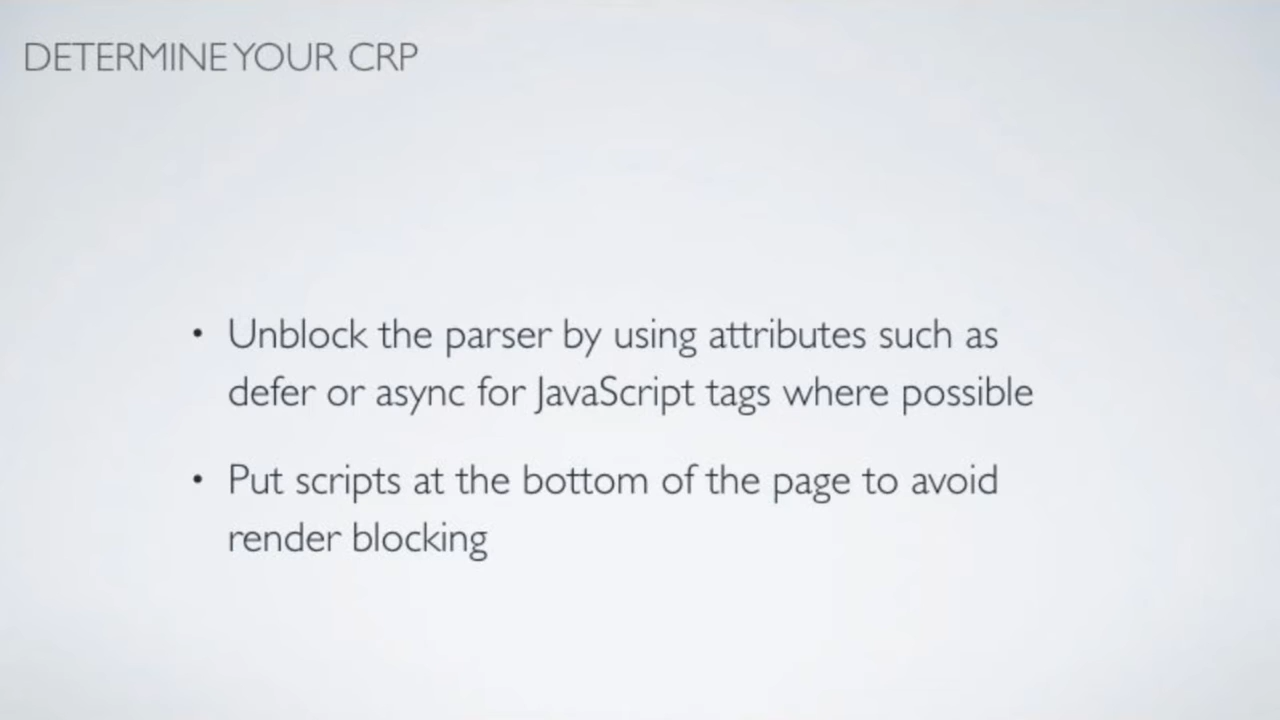 DETERMINE YOUR CRP
• Unblock the parser by using attributes such as
defer or async for JavaScript tags where possible
• Put scripts at the bottom of the page to avoid
render blocking